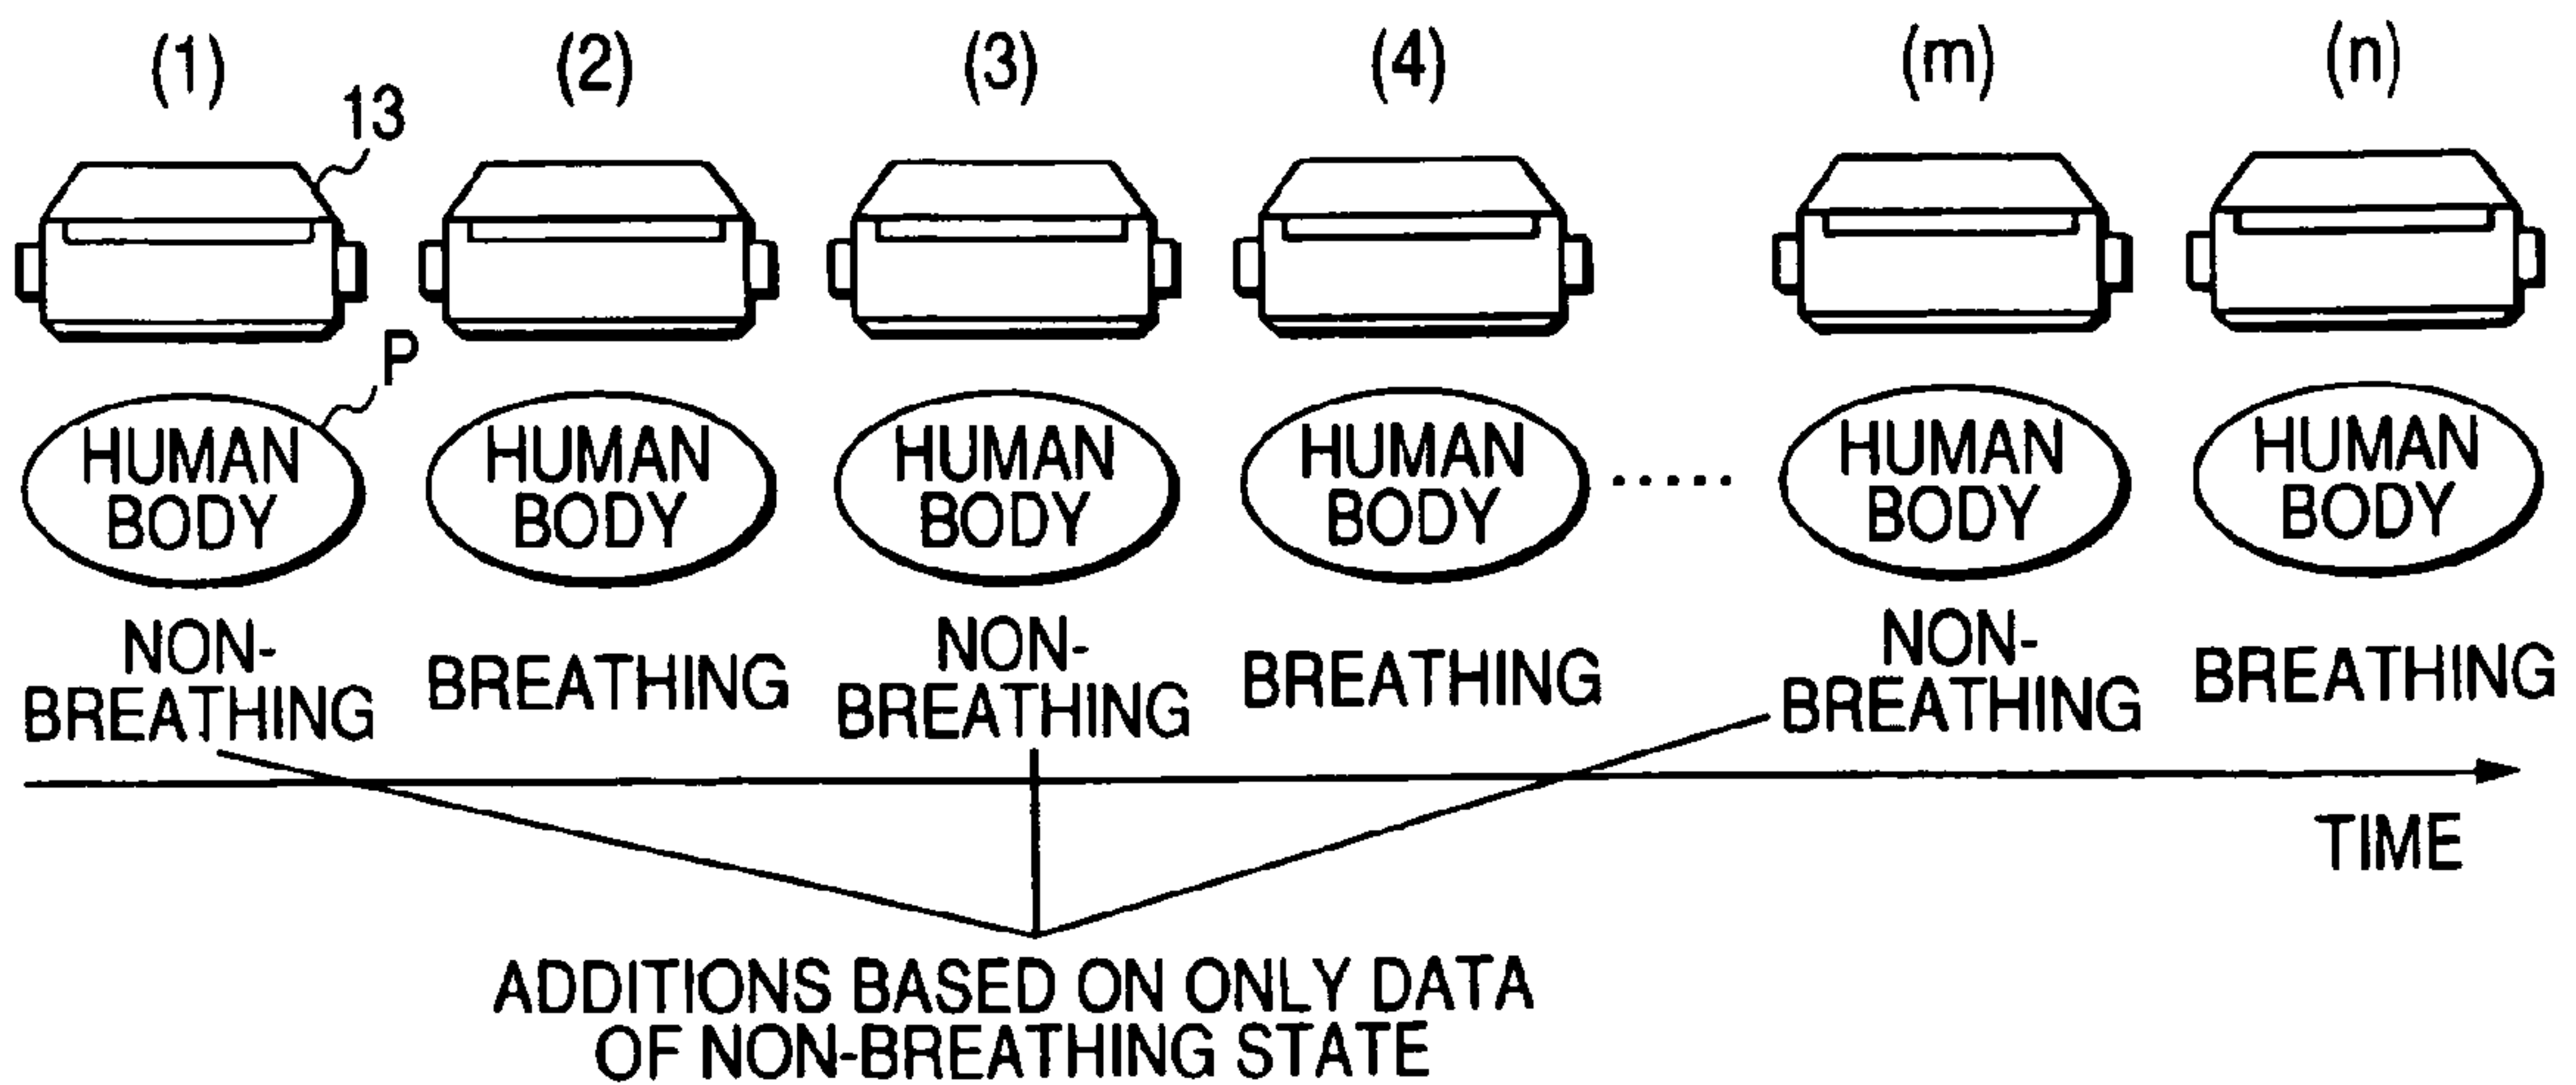 (1) (2) (3) (4) (m) (n)
13
P
HUMAN HUMAN HUMAN HUMAN HUMAN HUMAN
BODY BODY BODY BODY ..... BODY BODY
NON- NON- NON-
BREATHING BREATHING BREATHING BREATHING BREATHING BREATHING
TIME
ADDITIONS BASED ON ONLY DATA
OF NON-BREATHING STATE